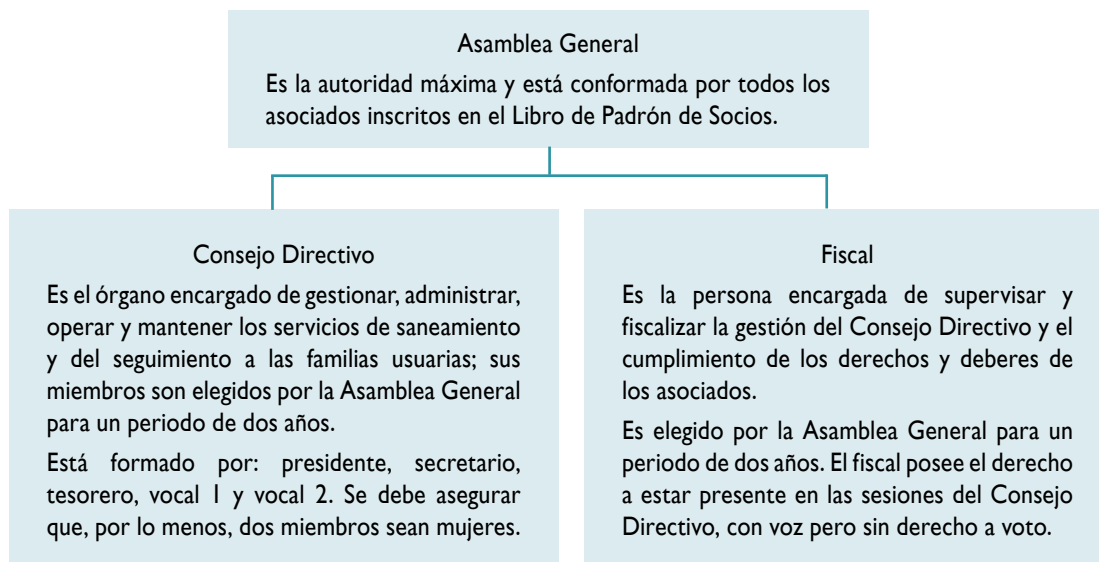 Asamblea General
Es la autoridad máxima y está conformada por todos los
asociados inscritos en el Libro de Padrón de Socios.
Consejo Directivo
Es el órgano encargado de gestionar, administrar,
operar y mantener los servicios de saneamiento
y del seguimiento a las familias usuarias; sus
miembros son elegidos por la Asamblea General
para un periodo de dos años.
Está formado por: presidente, secretario,
tesorero, vocal 1 y vocal 2. Se debe asegurar
que, por lo menos, dos miembros sean mujeres.
Fiscal
Es la persona encargada de supervisar y
fiscalizar la gestión del Consejo Directivo y el
cumplimiento de los derechos y deberes de
los asociados.
Es elegido por la Asamblea General para un
periodo de dos años. El fiscal posee el derecho
a estar presente en las sesiones del Consejo
Directivo, con voz pero sin derecho a voto.